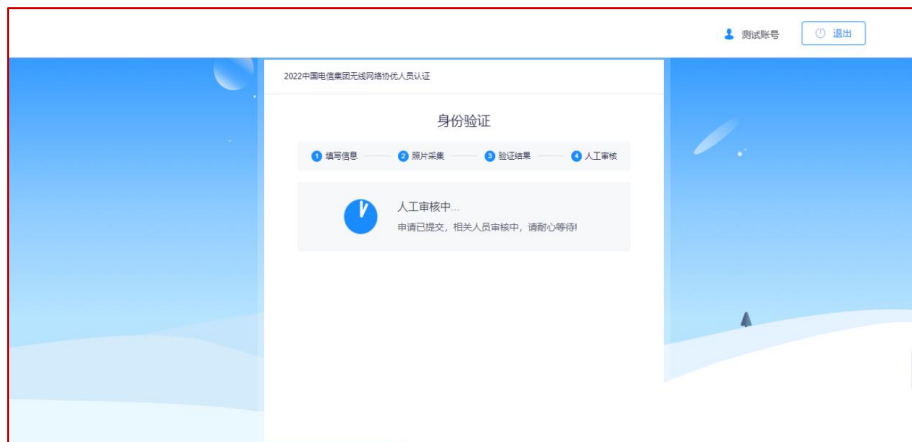 测试账号 退出
2022中国电信集团无线网络协优人员认证
身份验证
1 填写信息 2 照片采集 3 验证结果 4 人工审核
人工审核中...
申请已提交，相关人员审核中，请耐心等待!